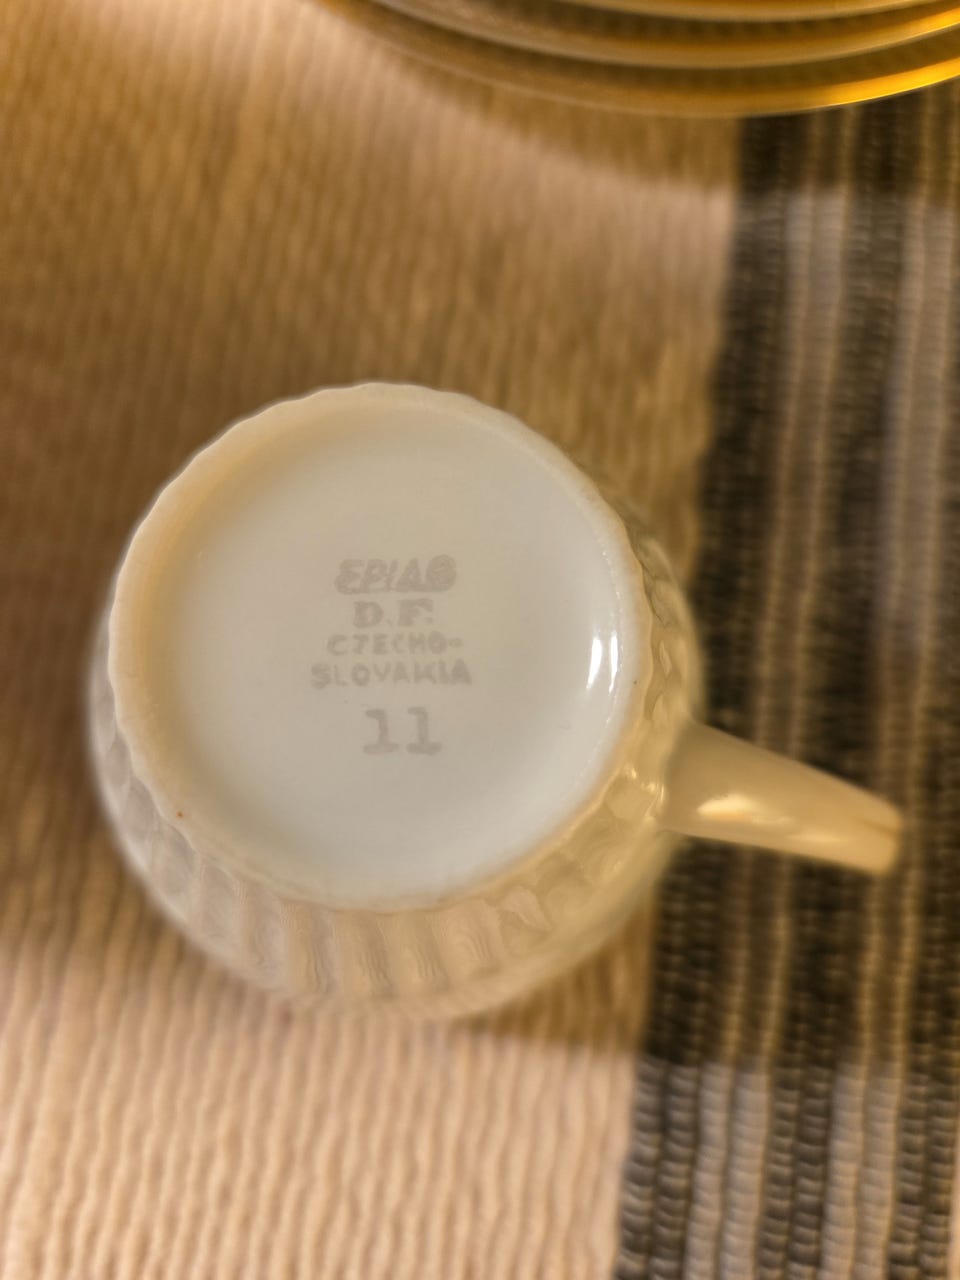 EPIAG
D.F.
CZECHO-
SLOVAKIA
11